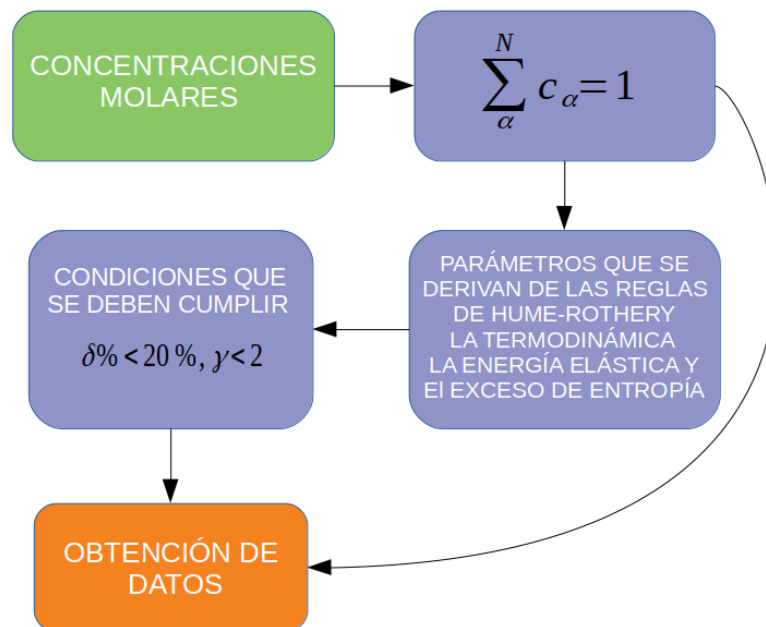 CONCENTRACIONES
MOLARES
N
∑ c α = 1
α
PARÁMETROS QUE SE
DERIVAN DE LAS REGLAS
DE HUME-ROTHERY
LA TERMODINÁMICA
LA ENERGÍA ELÁSTICA Y
El EXCESO DE ENTROPÍA
CONDICIONES QUE
SE DEBEN CUMPLIR
δ% < 20 %, γ < 2
OBTENCIÓN DE
DATOS